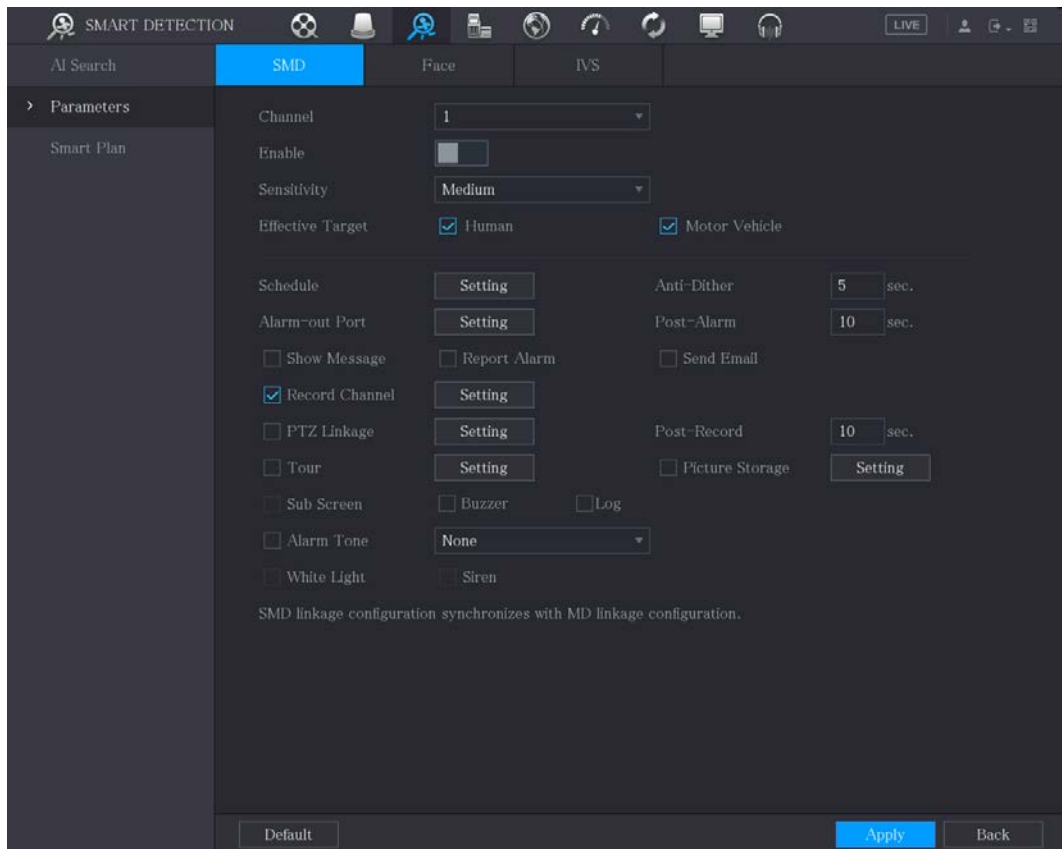 SMART DETECTION LIVE
AI Search SMD Face IVS
Parameters
Smart Plan
Channel 1
Enable
Sensitivity Medium
Effective Target Human Motor Vehicle
Schedule Setting Anti-Dither 5 sec.
Alarm-out Port Setting Post-Alarm 10 sec.
Show Message Report Alarm Send Email
Record Channel Setting
PTZ Linkage Setting Post-Record 10 sec.
Tour Setting Picture Storage Setting
Sub Screen Buzzer Log
Alarm Tone None
White Light Siren
SMD linkage configuration synchronizes with MD linkage configuration.
Default Apply Back